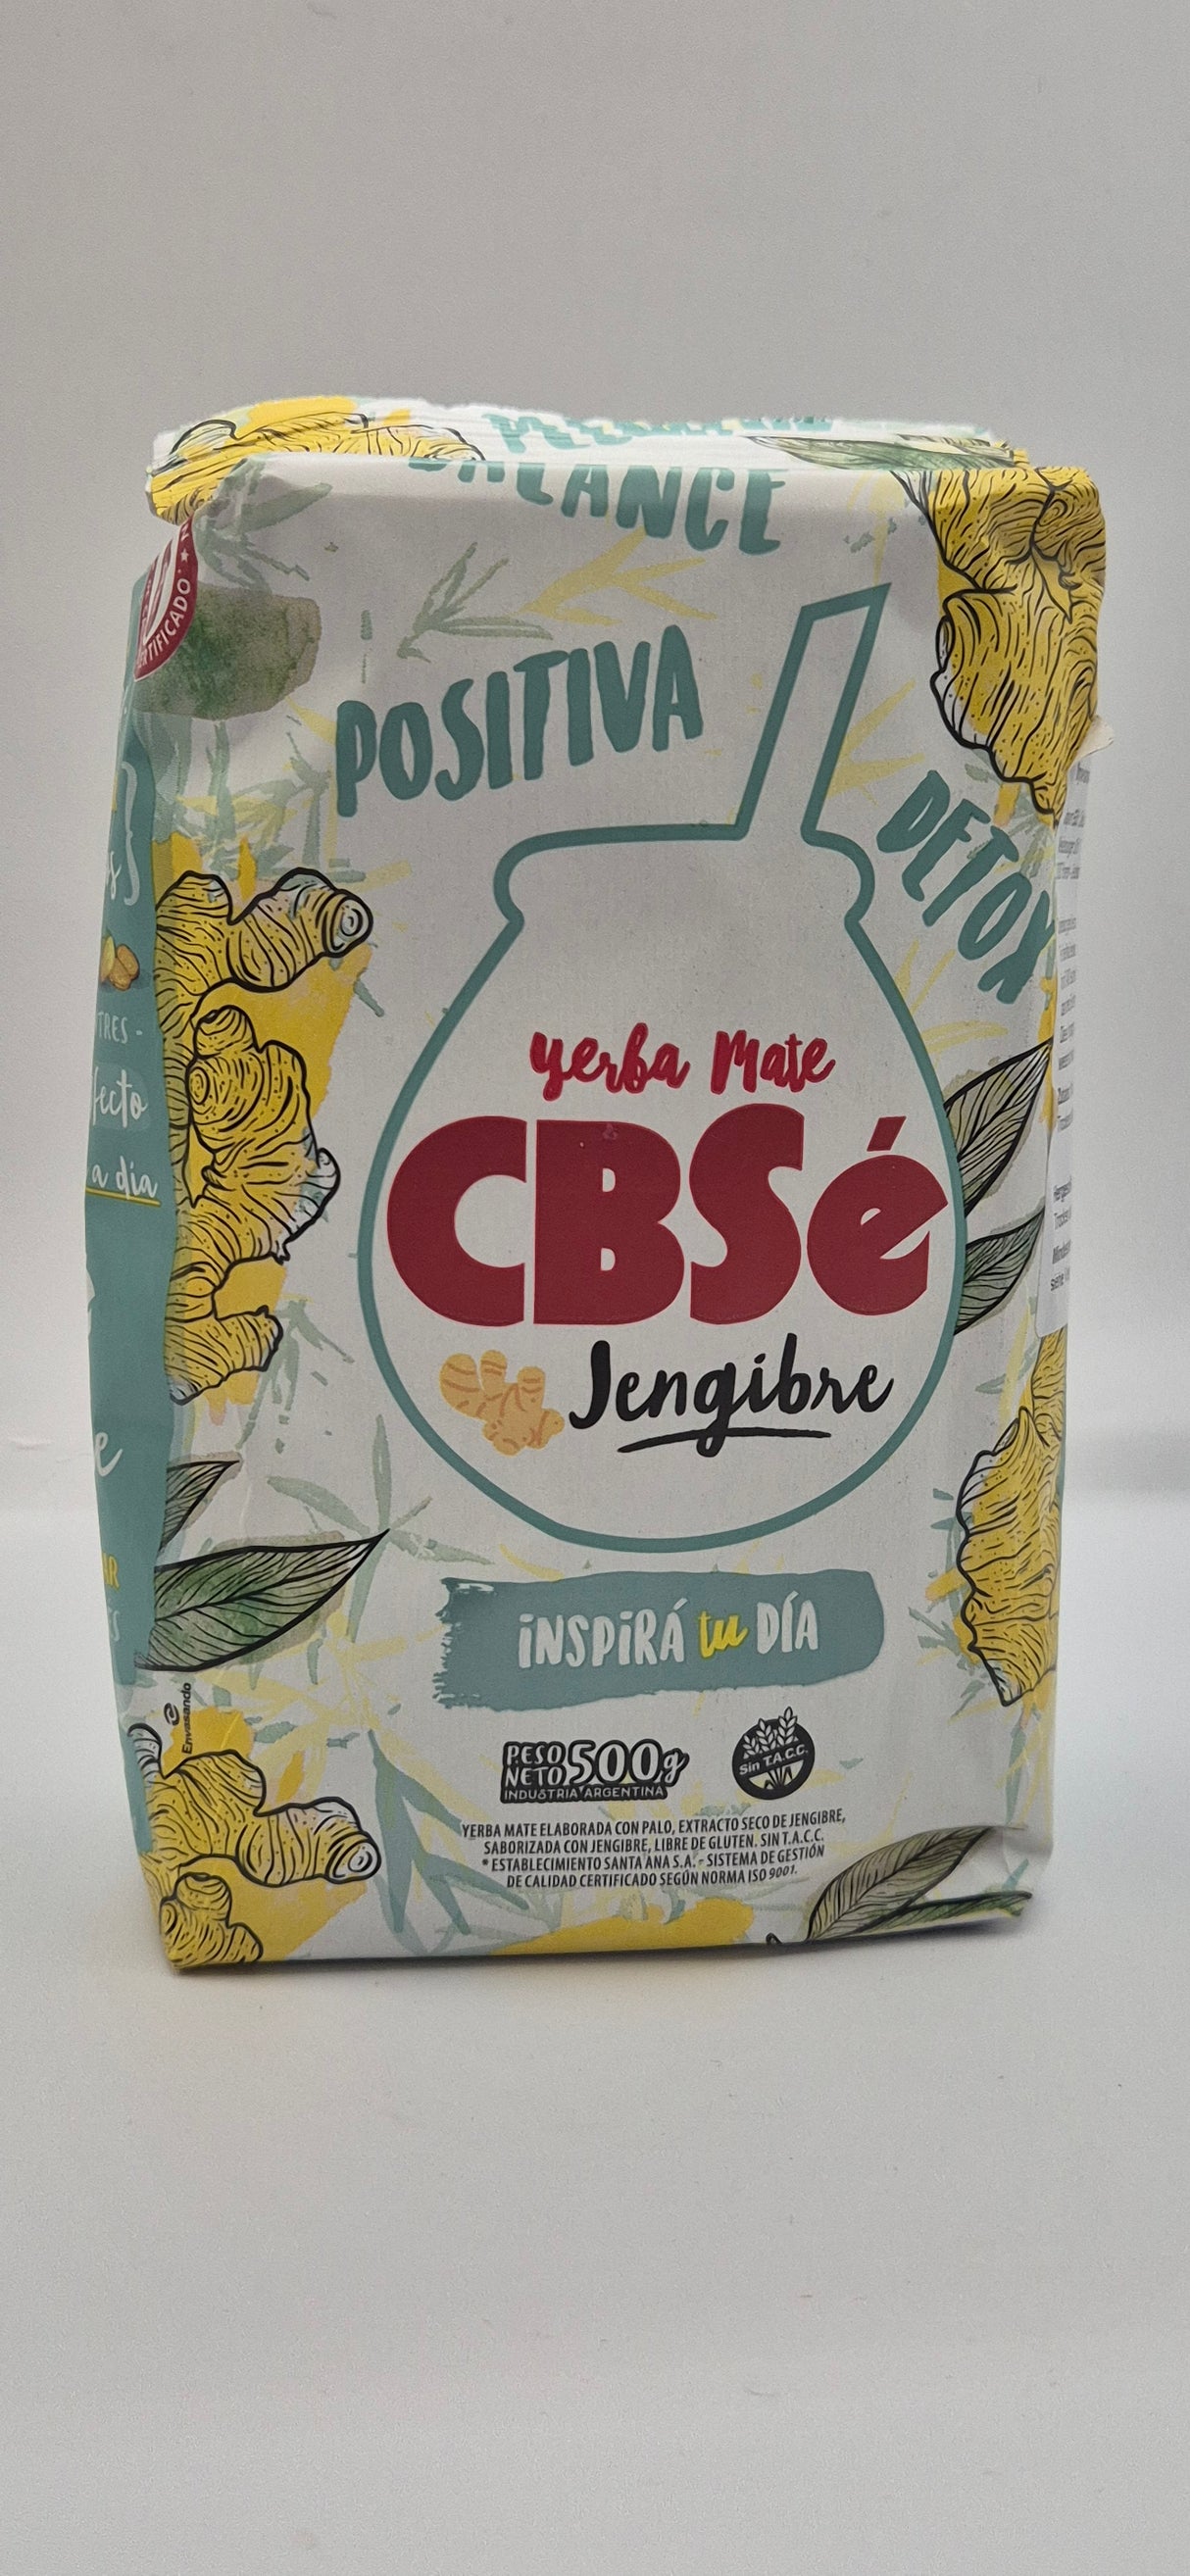 BALANCE
POSITIVA
DETOX
yerba Mate
CBSé
Jengibre
INSPIRÁ tu DÍA
PESO
NETO 500g
INDUSTRIA ARGENTINA
Sin T.A.C.C.
YERBA MATE ELABORADA CON PALO, EXTRACTO SECO DE JENGIBRE,
SABORIZADA CON JENGIBRE, LIBRE DE GLUTEN. SIN T.A.C.C.
* ESTABLECIMIENTO SANTA ANA S.A. - SISTEMA DE GESTIÓN
DE CALIDAD CERTIFICADO SEGÚN NORMA ISO 9001.
Envasando
a día